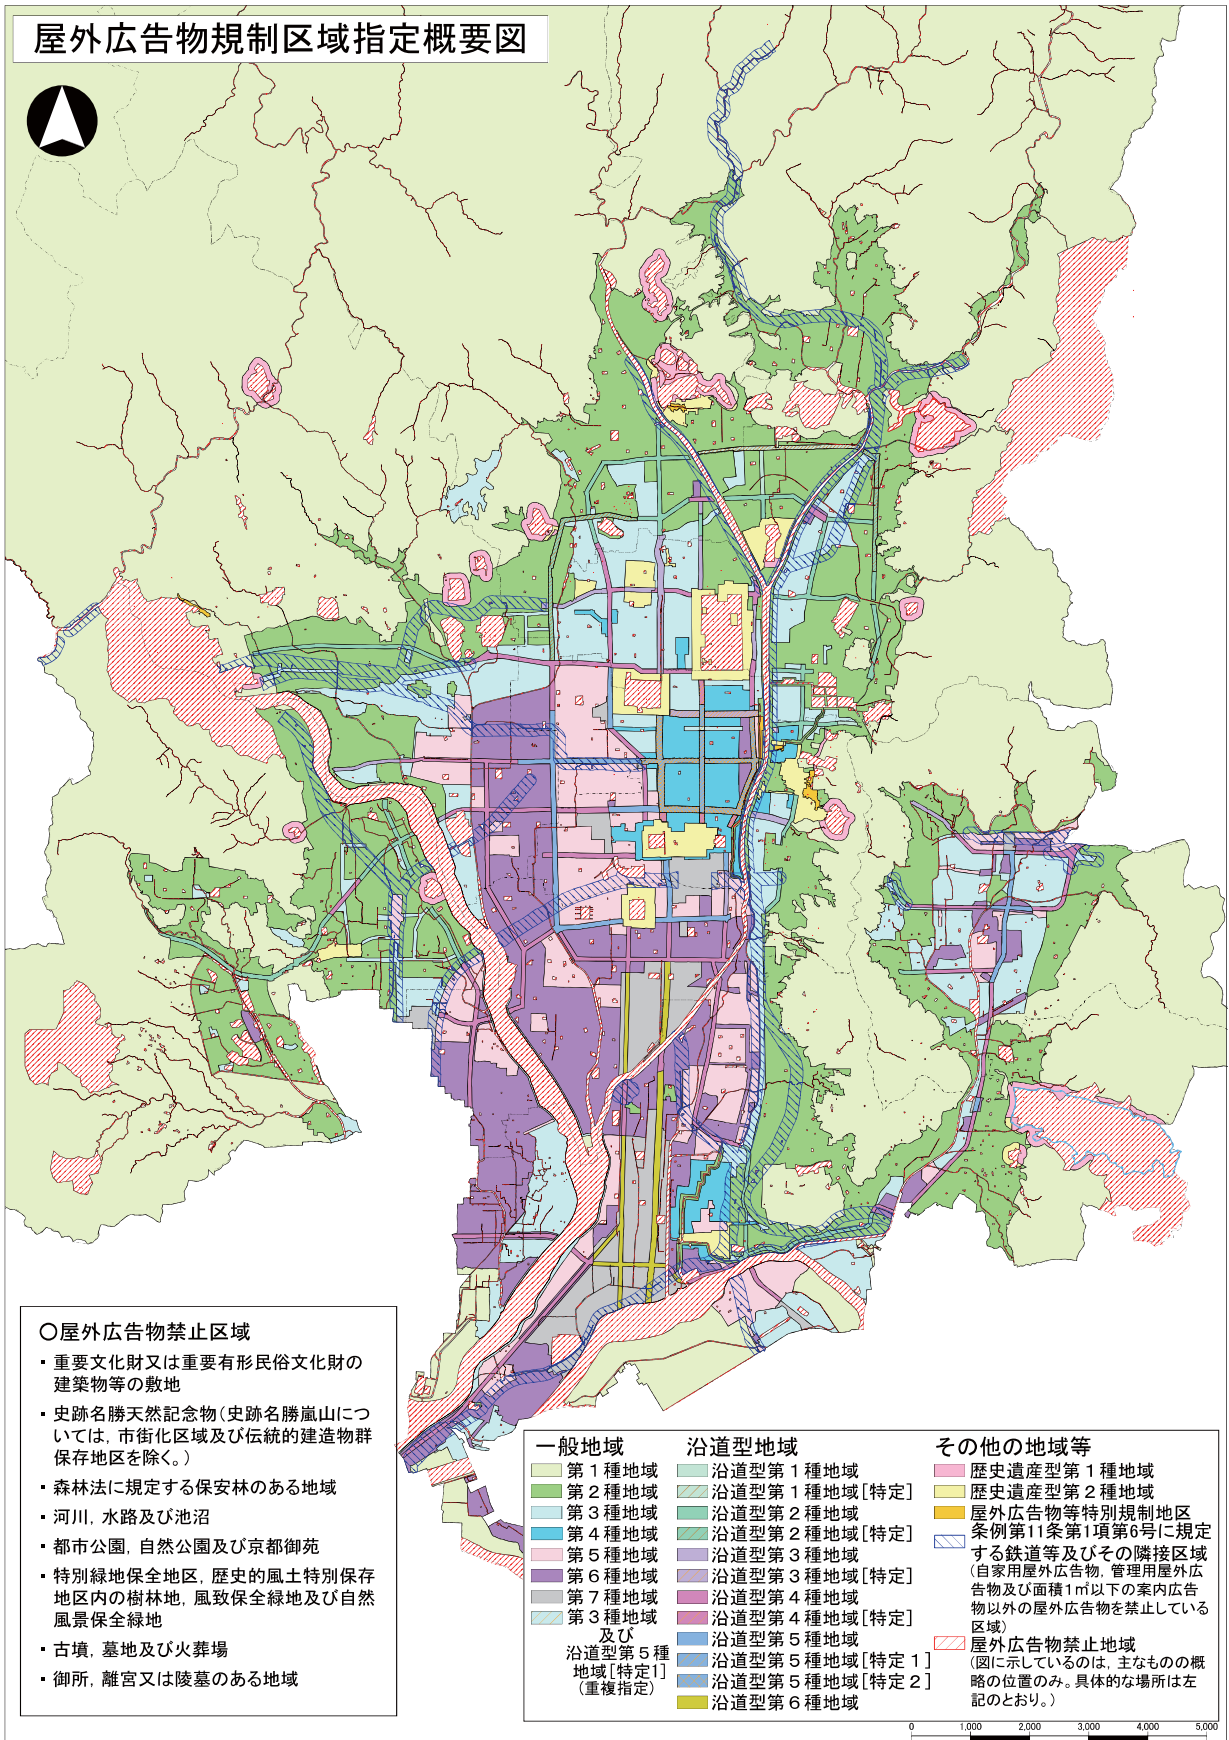 屋外広告物規制区域指定概要図
〇屋外広告物禁止区域
・重要文化財又は重要有形民俗文化財の
建築物等の敷地
・史跡名勝天然記念物(史跡名勝嵐山につ
いては，市街化区域及び伝統的建造物群
保存地区を除く。)
・森林法に規定する保安林のある地域
・河川，水路及び池沼
・都市公園，自然公園及び京都御苑
・特別緑地保全地区，歴史的風土特別保存
地区内の樹林地，風致保全緑地及び自然
風景保全緑地
・古墳，墓地及び火葬場
・御所，離宮又は陵墓のある地域
一般地域
第１種地域
第２種地域
第３種地域
第４種地域
第５種地域
第６種地域
第７種地域
第３種地域
及び
沿道型第５種
地域[特定1]
(重複指定)
沿道型地域
沿道型第１種地域
沿道型第１種地域[特定]
沿道型第２種地域
沿道型第２種地域[特定]
沿道型第３種地域
沿道型第３種地域[特定]
沿道型第４種地域
沿道型第４種地域[特定]
沿道型第５種地域
沿道型第５種地域[特定１]
沿道型第５種地域[特定２]
沿道型第６種地域
その他の地域等
歴史遺産型第１種地域
歴史遺産型第２種地域
屋外広告物等特別規制地区
条例第11条第1項第6号に規定
する鉄道等及びその隣接区域
(自家用屋外広告物，管理用屋外広
告物及び面積1㎡以下の案内広告
物以外の屋外広告物を禁止している
区域)
屋外広告物禁止地域
(図に示しているのは，主なものの概
略の位置のみ。具体的な場所は左
記のとおり。)
0 1,000 2,000 3,000 4,000 5,000